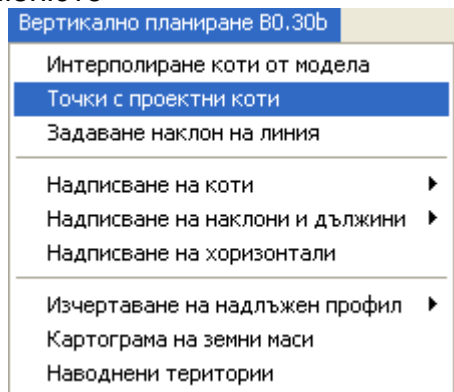 Вертикално планиране B0.30b
Интерполиране коти от модела
Точки с проектни коти
Задаване наклон на линия
Надписване на коти
Надписване на наклони и дължини
Надписване на хоризонтали
Изчертаване на надлъжен профил
Картограма на земни маси
Наводнени територии